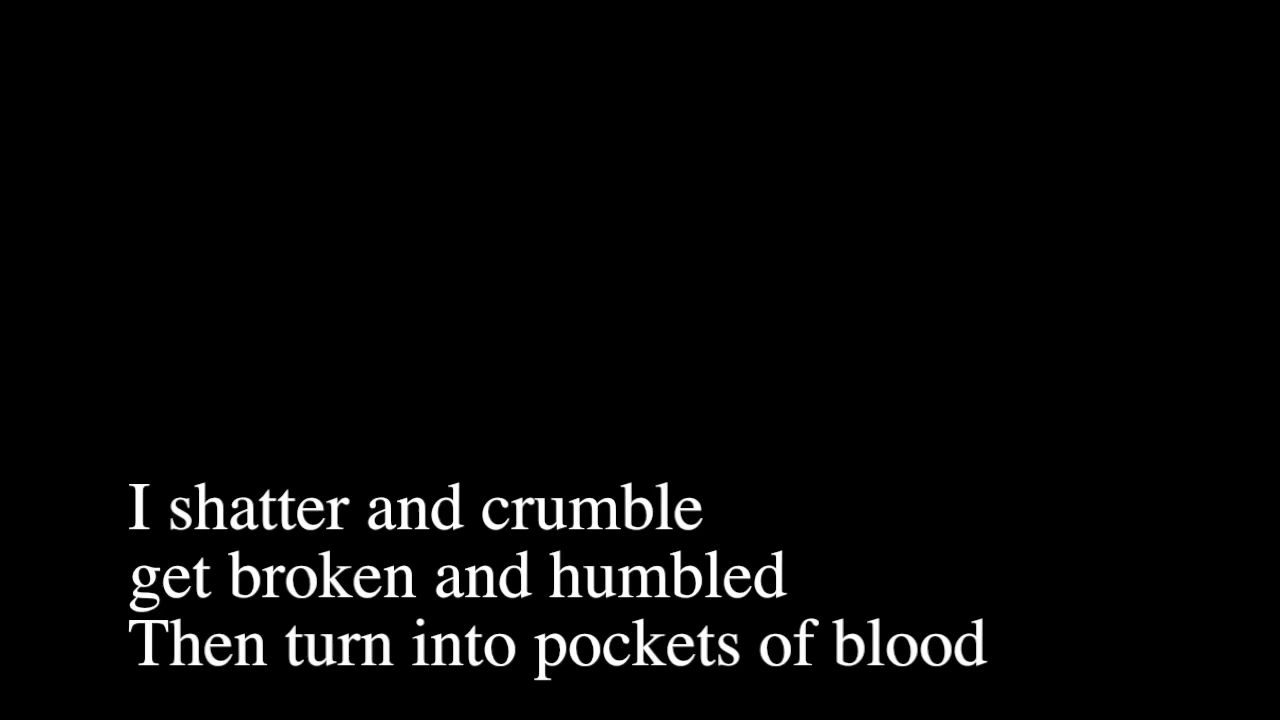 I shatter and crumble
get broken and humbled
Then turn into pockets of blood